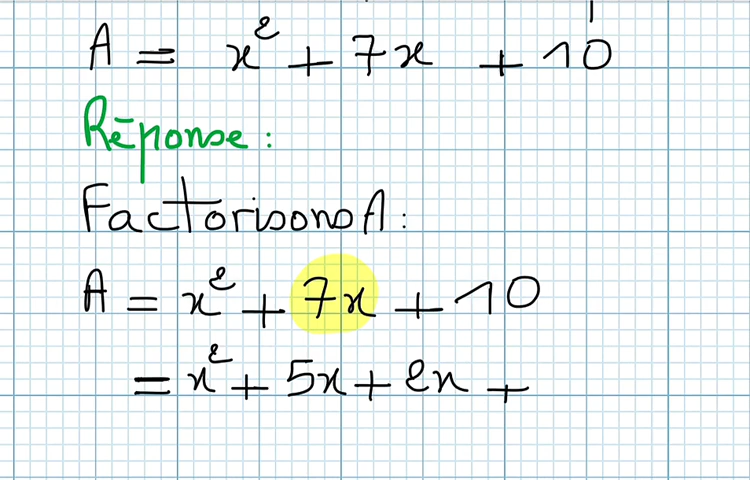 A = x² + 7x + 10
Réponse :
Factorisons A :
A = x² + 7x + 10
= x² + 5x + 2x +